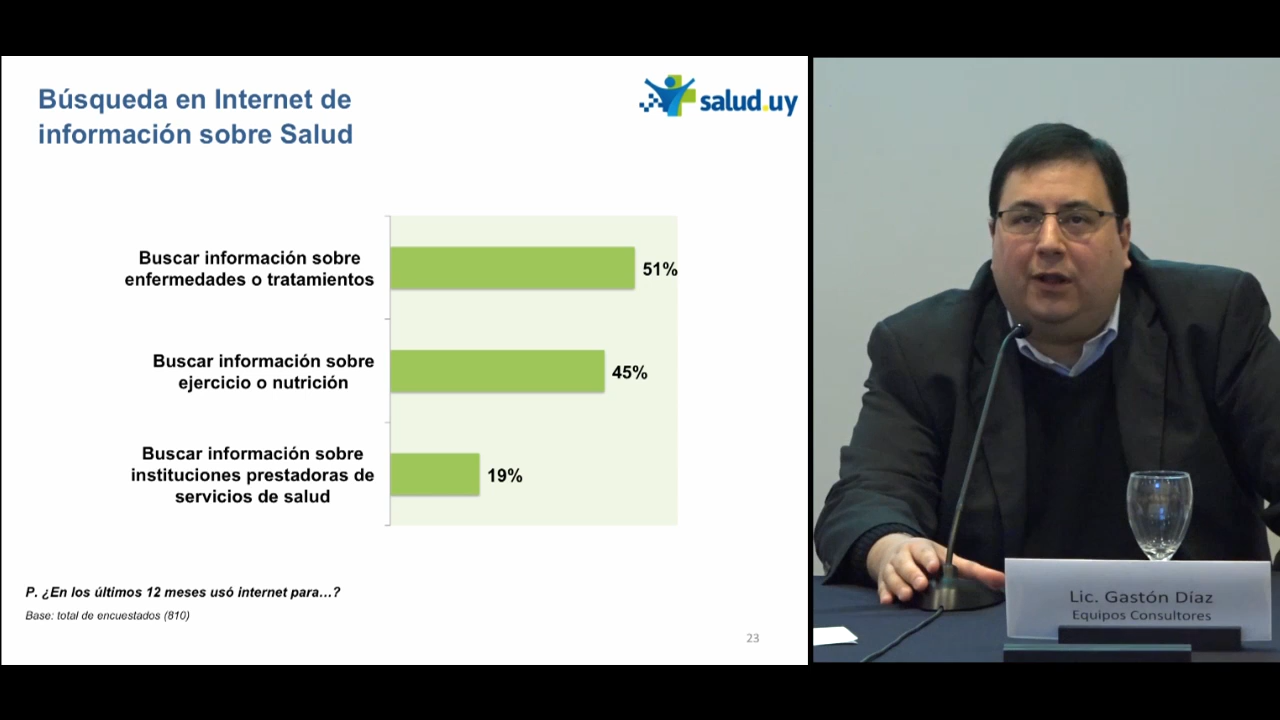 Búsqueda en Internet de
información sobre Salud
salud.uy
Buscar información sobre
enfermedades o tratamientos
51%
Buscar información sobre
ejercicio o nutrición
45%
Buscar información sobre
instituciones prestadoras de
servicios de salud
19%
P. ¿En los últimos 12 meses usó internet para…?
Base: total de encuestados (810)
23
Lic. Gastón Díaz
Equipos Consultores